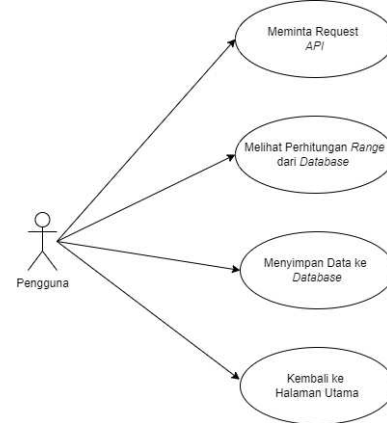 Meminta Request
API
Melihat Perhitungan Range
dari Database
Pengguna
Menyimpan Data ke
Database
Kembali ke
Halaman Utama